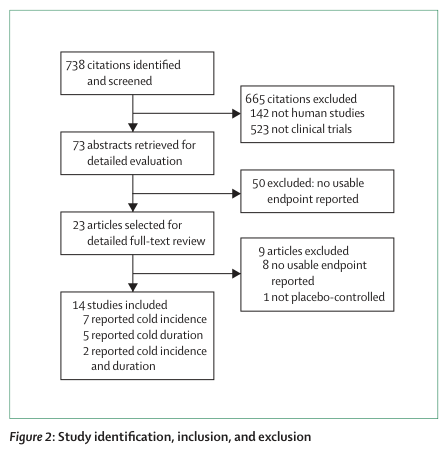 738 citations identified
and screened
665 citations excluded
142 not human studies
523 not clinical trials
73 abstracts retrieved for
detailed evaluation
50 excluded: no usable
endpoint reported
23 articles selected for
detailed full-text review
9 articles excluded
8 no usable endpoint
reported
1 not placebo-controlled
14 studies included
7 reported cold incidence
5 reported cold duration
2 reported cold incidence
and duration
Figure 2: Study identification, inclusion, and exclusion